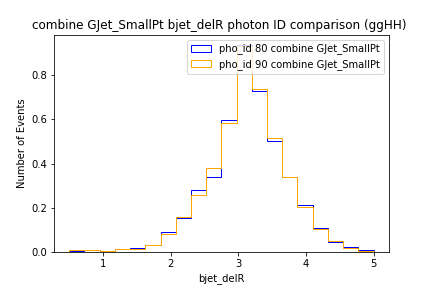 combine GJet_SmallPt bjet_delR photon ID comparison (ggHH)
pho_id 80 combine GJet_SmallPt
pho_id 90 combine GJet_SmallPt
Number of Events
0.8
0.6
0.4
0.2
0.0
1 2 3 4 5
bjet_delR